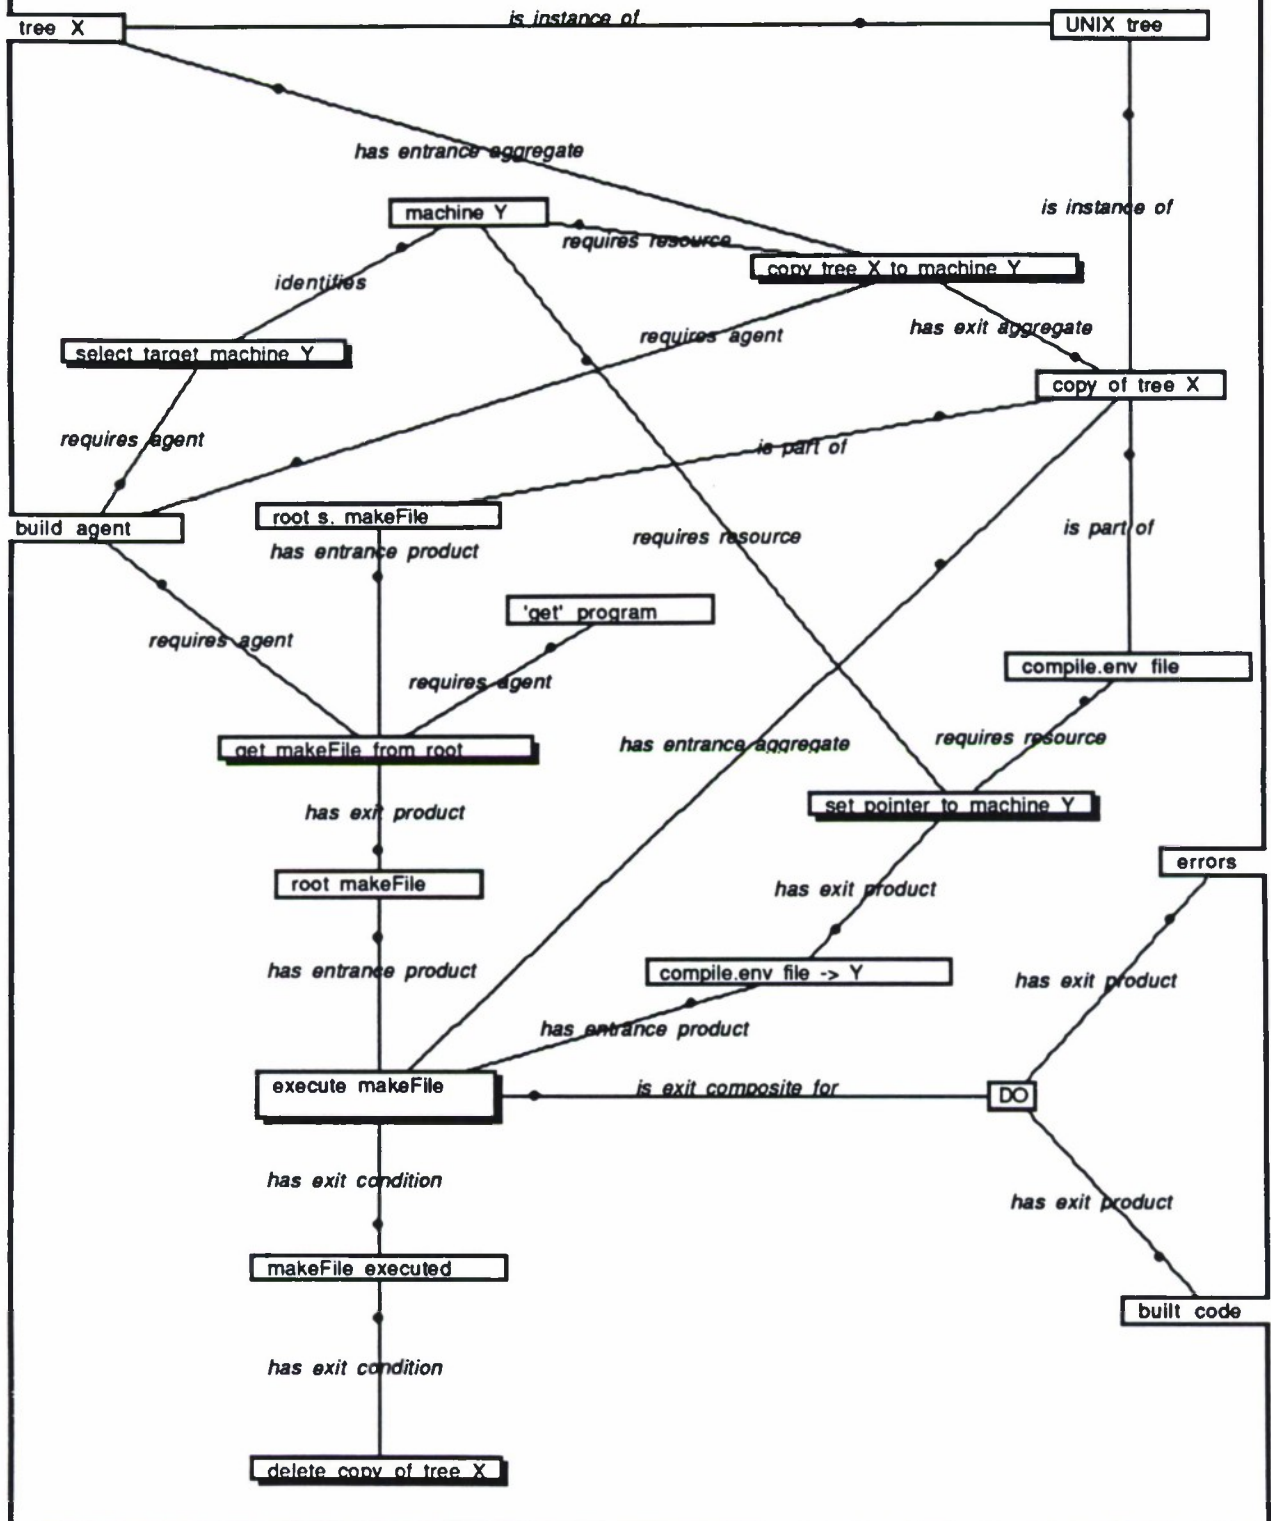 is instance of
tree X
UNIX tree
has entrance aggregate
is instance of
machine Y
requires resource
copy tree X to machine Y
identifies
has exit aggregate
requires agent
select target machine Y
copy of tree X
requires agent
is part of
root s. makeFile
build agent
is part of
requires resource
has entrance product
'get' program
requires agent
compile.env file
requires agent
requires resource
has entrance aggregate
get makeFile from root
set pointer to machine Y
has exit product
errors
root makeFile
has exit product
has entrance product
compile.env file -> Y
has exit product
has entrance product
execute makeFile
is exit composite for
DO
has exit condition
has exit product
makeFile executed
built code
has exit condition
delete copy of tree X